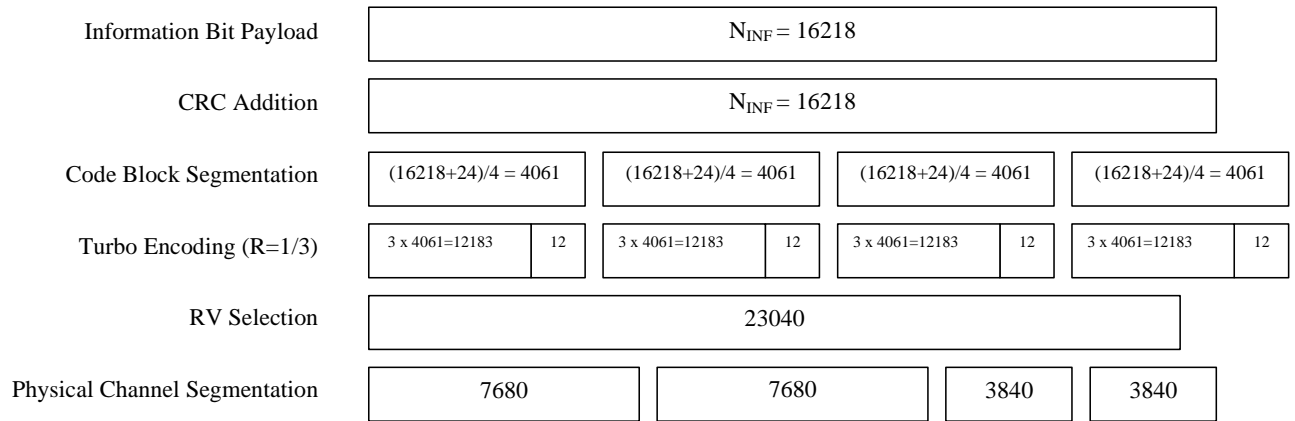 Information Bit Payload N_INF = 16218
CRC Addition N_INF = 16218
Code Block Segmentation (16218+24)/4 = 4061 (16218+24)/4 = 4061 (16218+24)/4 = 4061 (16218+24)/4 = 4061
Turbo Encoding (R=1/3) 3 x 4061=12183 12 3 x 4061=12183 12 3 x 4061=12183 12 3 x 4061=12183 12
RV Selection 23040
Physical Channel Segmentation 7680 7680 3840 3840